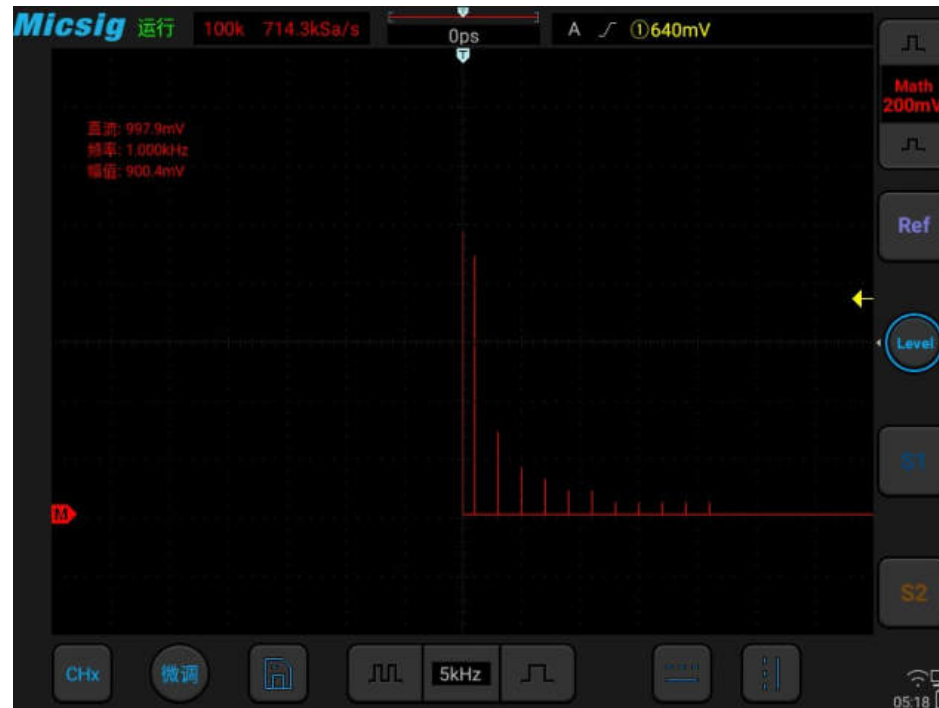 Micsig 运行 100k 714.3kSa/s 0ps A ①640mV
T
直流: 997.9mV
频率: 1.000kHz
幅值: 900.4mV
Math
200mV
Ref
Level
M
S1
S2
CHx 微调 5kHz
05:18